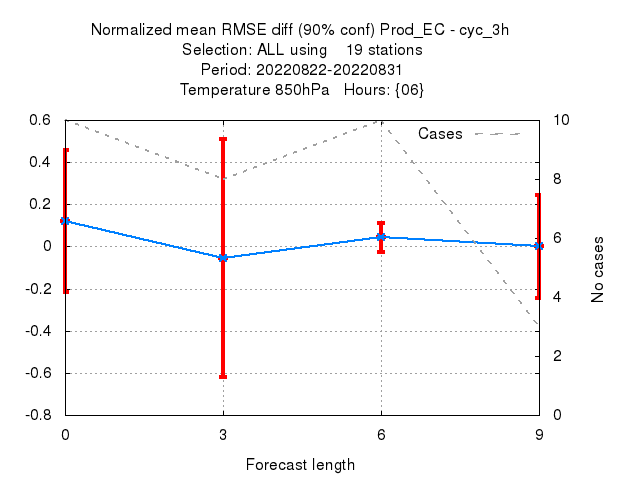 Normalized mean RMSE diff (90% conf) Prod_EC - cyc_3h
Selection: ALL using    19 stations
Period: 20220822-20220831
Temperature 850hPa   Hours: {06}
Cases
0.6
0.4
0.2
0
-0.2
-0.4
-0.6
-0.8
10
8
6
4
2
0
No cases
0
3
6
9
Forecast length